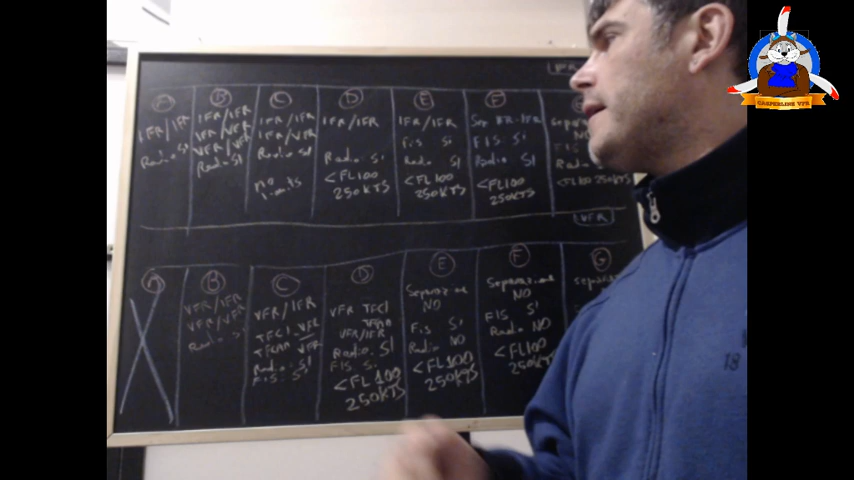 IFR
A
IFR/IFR
Radio SI
B
IFR/IFR
IFR/VFR
VFR/VFR
Radio SI
C
IFR/IFR
IFR/VFR
Radio SI
NO
Limits
D
IFR/IFR
Radio SI
<FL100
250KTS
E
IFR/IFR
FIS SI
Radio SI
<FL100
250KTS
F
Sep IFR-IFR
FIS SI
Radio SI
<FL100
250KTS
NO
FIS
Radio
<FL100 250KTS
VFR
A
B
VFR/IFR
VFR/VFR
Radio SI
C
VFR/IFR
VFR
VFR
Radio SI
FIS SI
D
VFR
VFR/IFR
Radio SI
FIS SI
<FL100
250KTS
E
Separazione
NO
FIS SI
Radio NO
<FL100
250KTS
F
Separazione
NO
FIS SI
Radio NO
<FL100
250KTS
G
CASPERLINE VFR